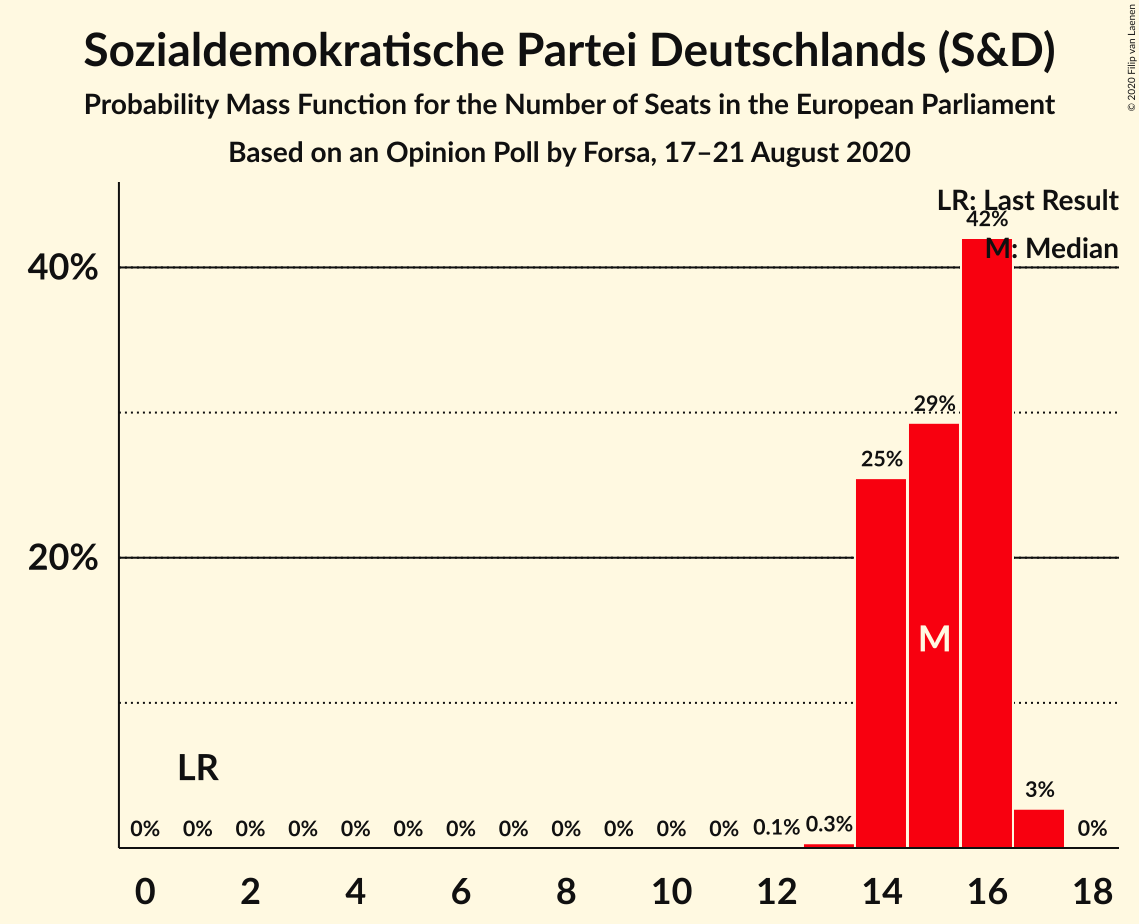 Sozialdemokratische Partei Deutschlands (S&D)
Probability Mass Function for the Number of Seats in the European Parliament
Based on an Opinion Poll by Forsa, 17–21 August 2020
© 2020 Filip van Laenen
LR: Last Result
M: Median
42%
40%
29%
25%
20%
M
LR
3%
0% 0% 0% 0% 0% 0% 0% 0% 0% 0% 0% 0% 0.1% 0.3% 0%
0 2 4 6 8 10 12 14 16 18